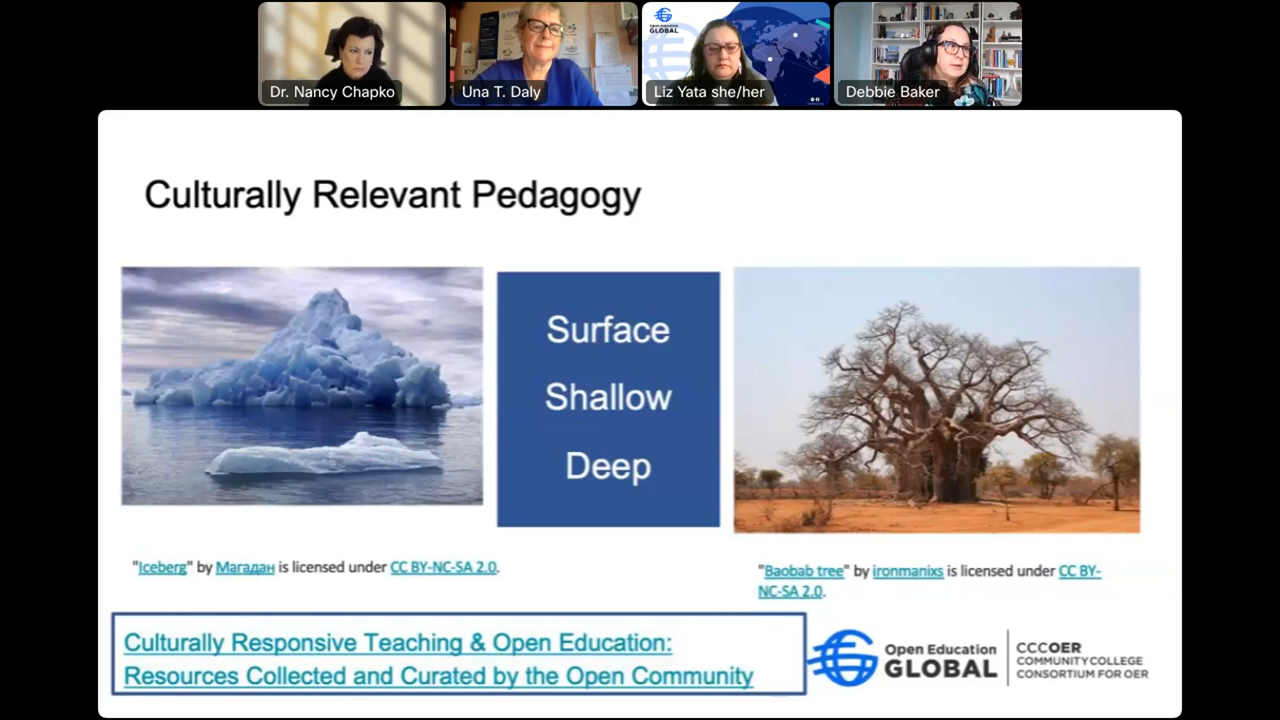 Open Education
GLOBAL
Dr. Nancy Chapko
Una T. Daly
Liz Yata she/her
Debbie Baker
Culturally Relevant Pedagogy
Surface
Shallow
Deep
"Iceberg" by Магадан is licensed under CC BY-NC-SA 2.0.
"Baobab tree" by ironmanixs is licensed under CC BY-
NC-SA 2.0.
Culturally Responsive Teaching & Open Education:
Resources Collected and Curated by the Open Community
Open Education
GLOBAL
CCCOER
COMMUNITY COLLEGE
CONSORTIUM FOR OER